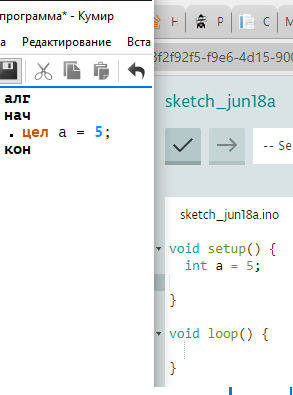 программа* - Кумир
а Редактирование Вста
алг
нач
. цел a = 5;
кон
H
P
C
8f2f92f5-f9e6-4d15-900
sketch_jun18a
-- Se
sketch_jun18a.ino
void setup() {
int a = 5;
}
void loop() {
}